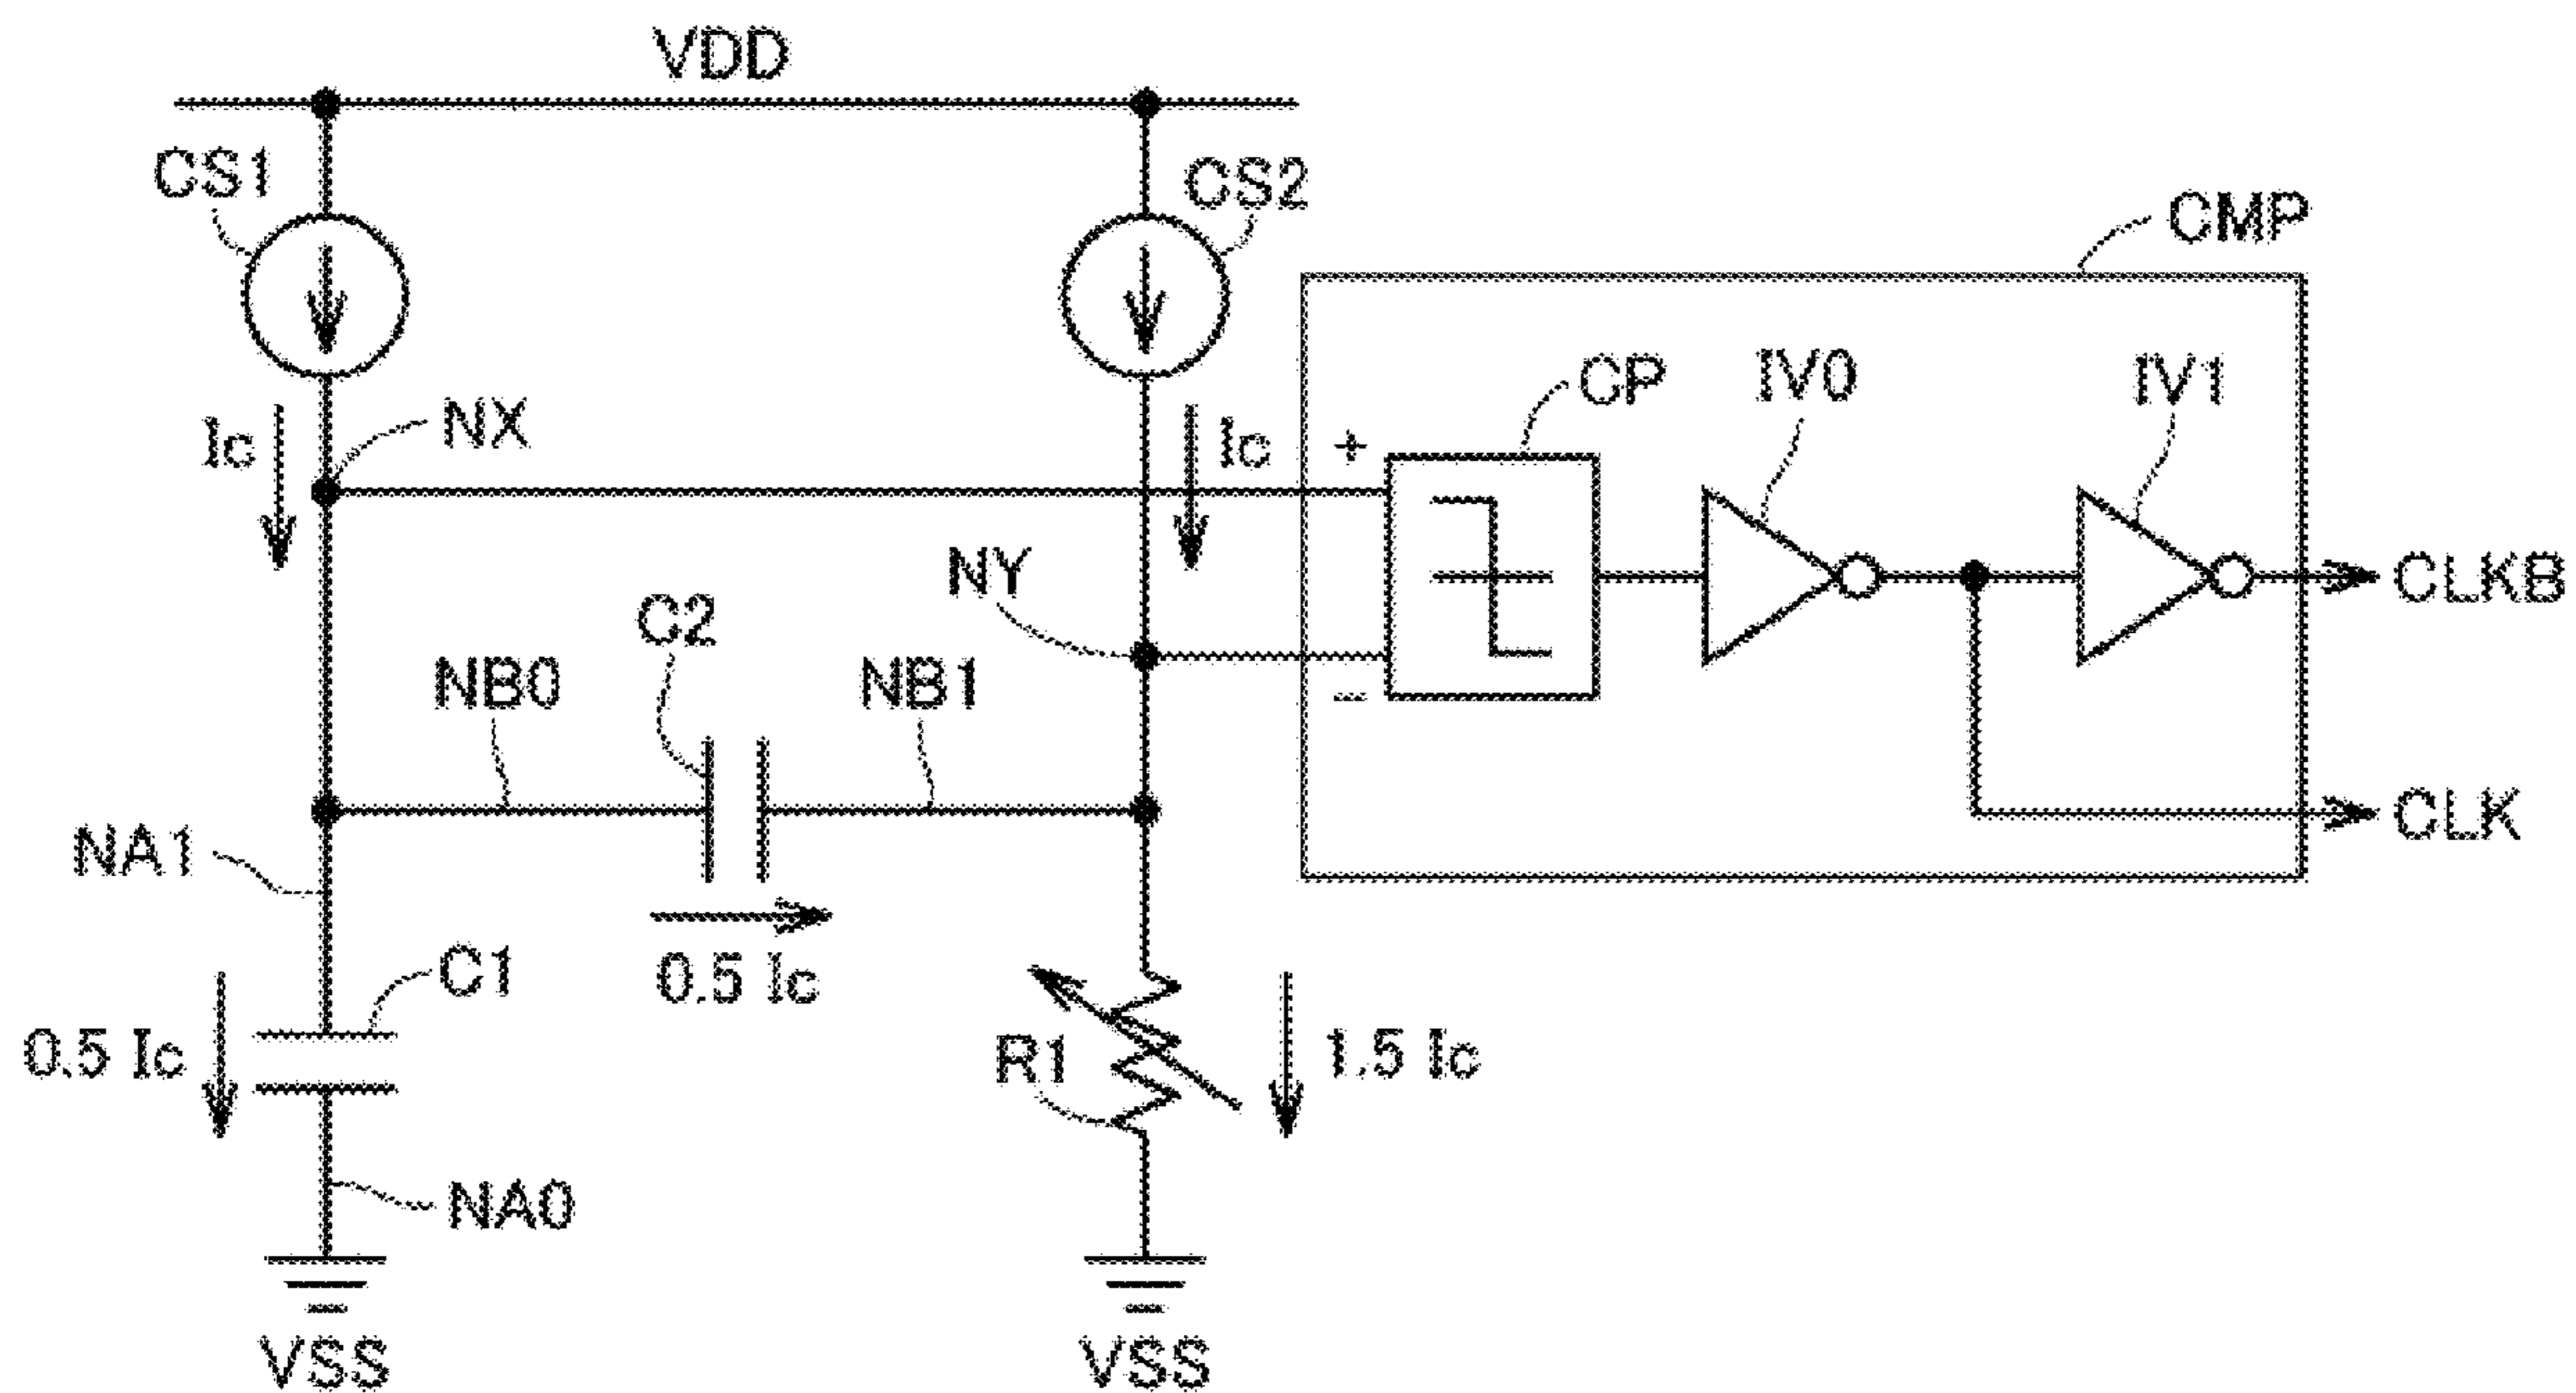 VDD
CS1
CS2
CMP
CP
IV0
IV1
Ic
NX
Ic
+
NY
CLKB
C2
NB0
NB1
-
CLK
NA1
C1
0.5 Ic
0.5 Ic
R1
1.5 Ic
NA0
VSS
VSS